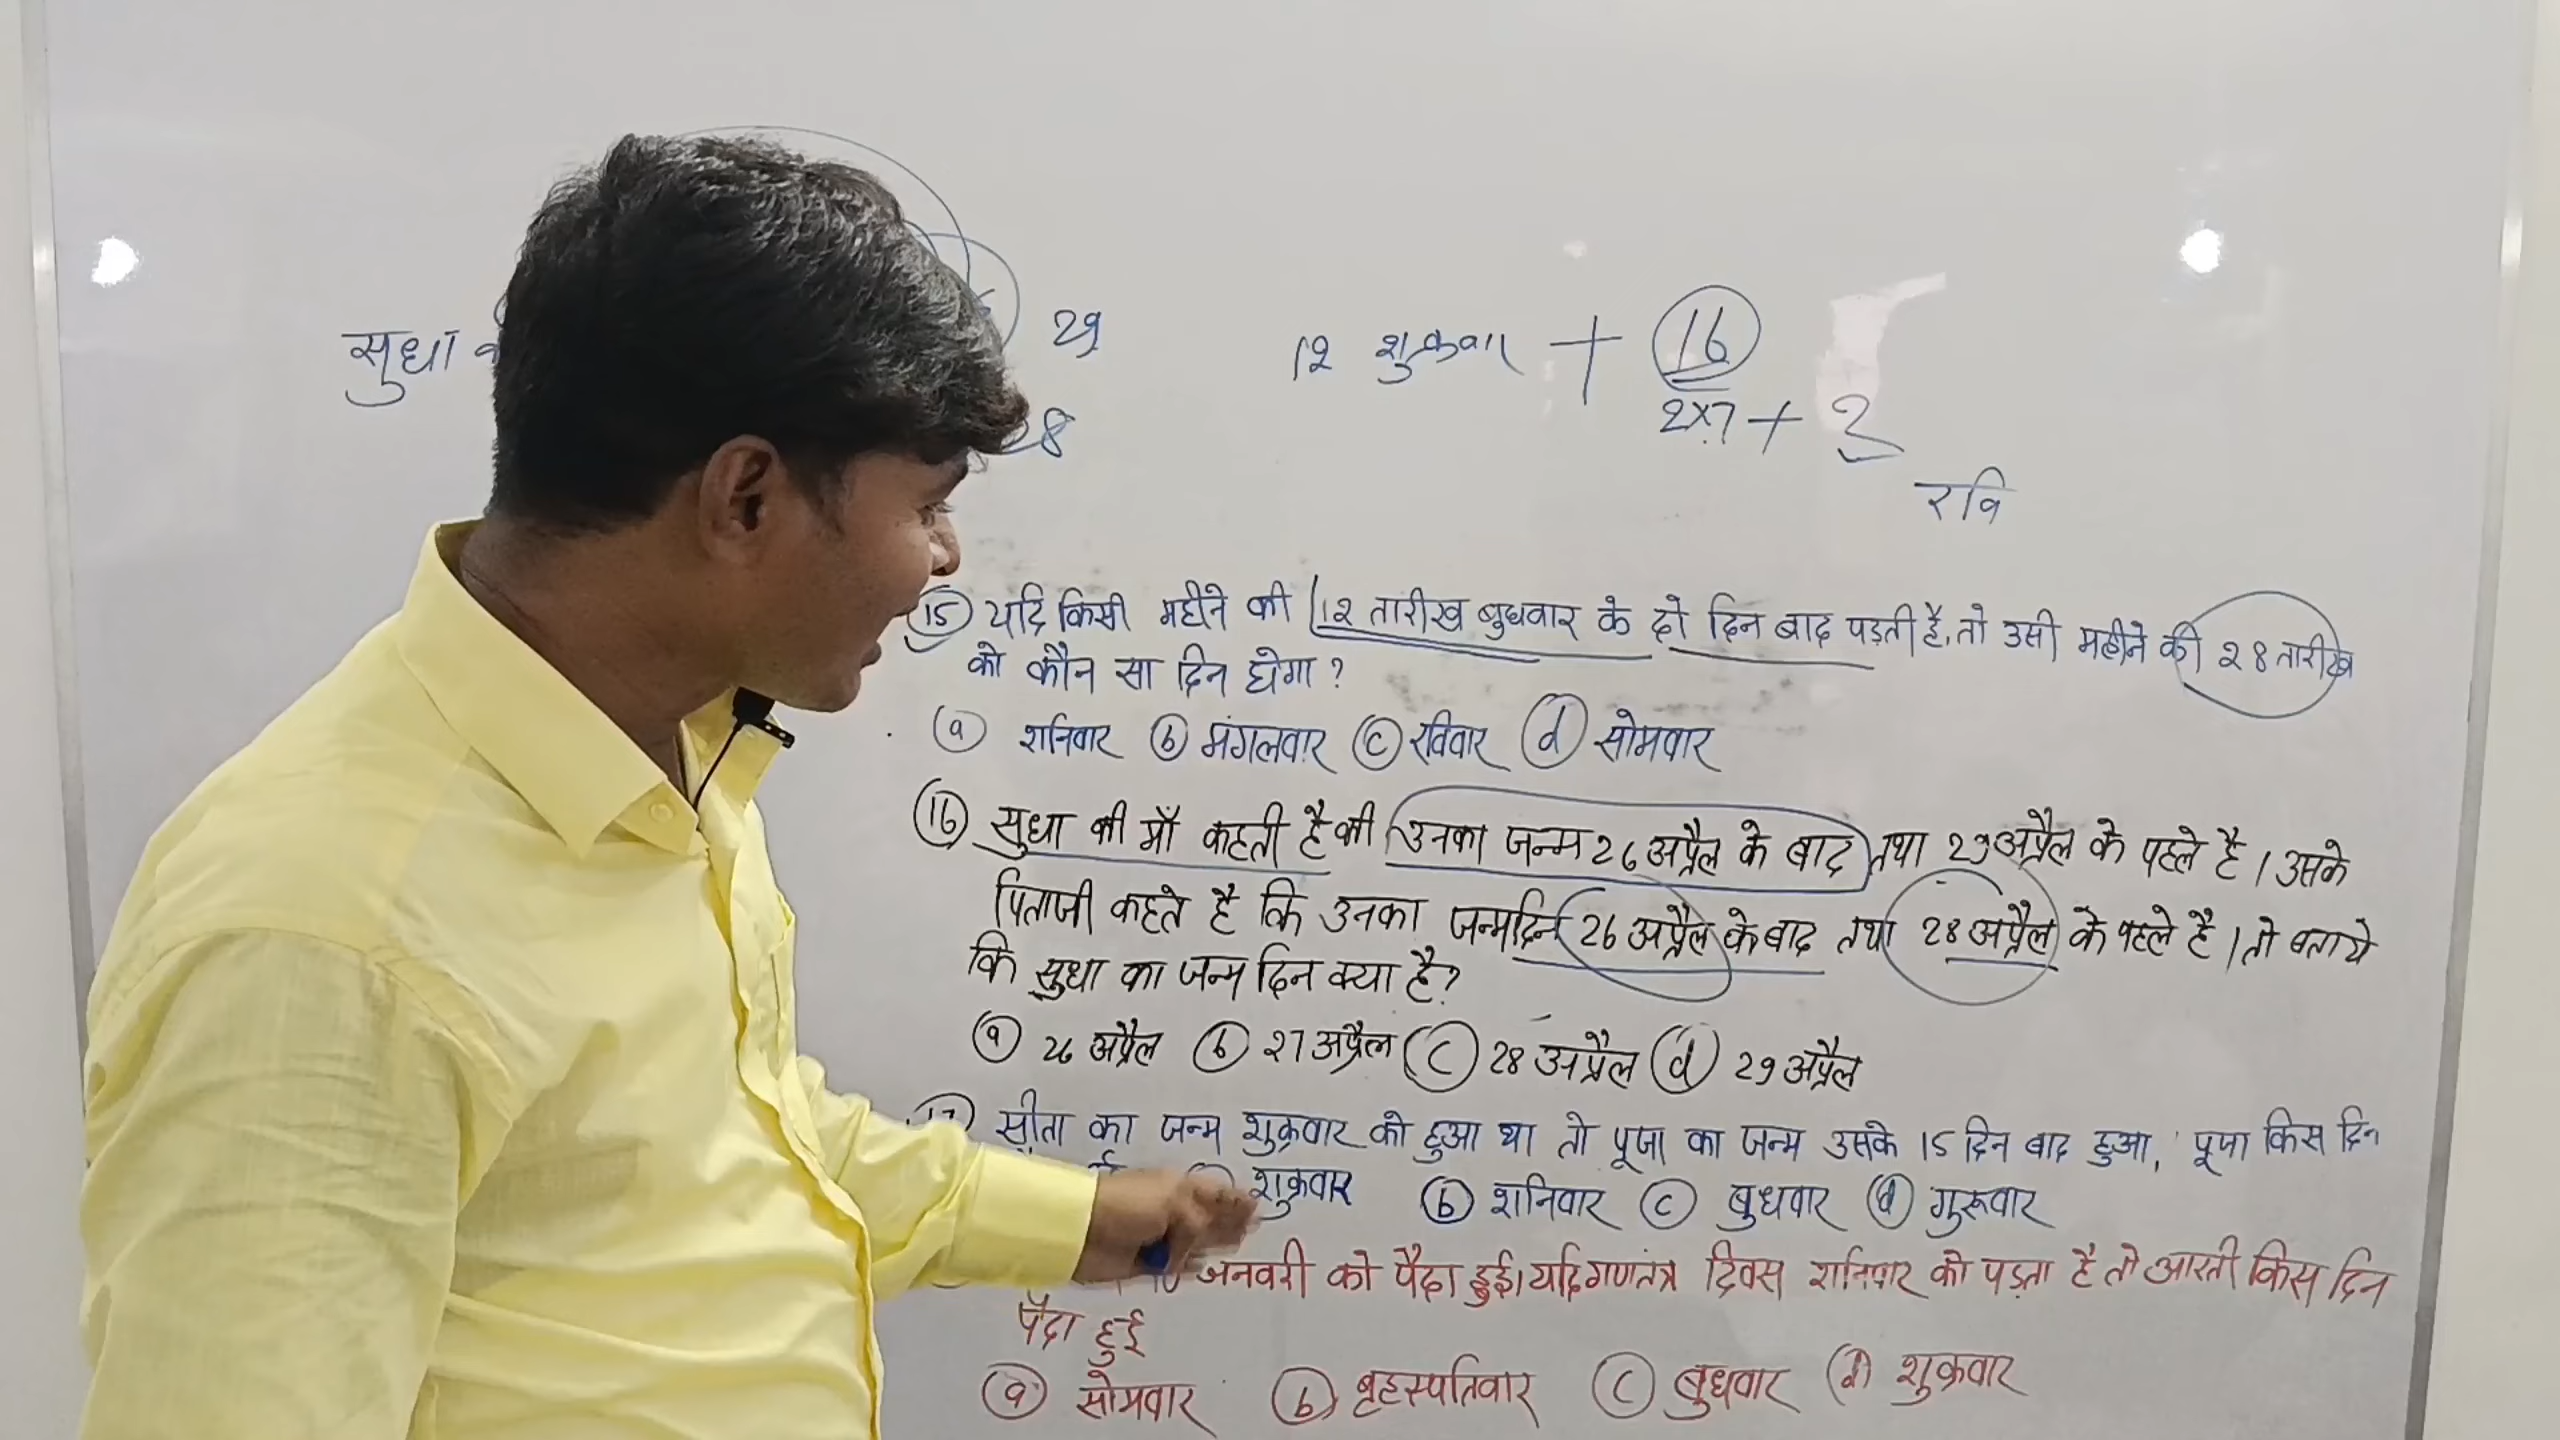 सुधा
29
28
12 शुक्रवार + 16
2×7 + 2
रवि
15 यदि किसी महीने की 12 तारीख बुधवार के दो दिन बाद पड़ती है, तो उसी महीने की 28 तारीख
को कौन सा दिन होगा ?
a शनिवार b मंगलवार c रविवार d सोमवार
16 सुधा की माँ कहती है की उनका जन्म 26 अप्रैल के बाद तथा 29 अप्रैल के पहले है । उसके
पिताजी कहते है कि उनका जन्मदिन 26 अप्रैल के बाद तथा 28 अप्रैल के पहले है । तो बताये
कि सुधा का जन्म दिन क्या है ?
a 26 अप्रैल b 27 अप्रैल c 28 अप्रैल d 29 अप्रैल
17 सीता का जन्म शुक्रवार को हुआ था तो पूजा का जन्म उसके 15 दिन बाद हुआ, पूजा किस दिन
शुक्रवार b शनिवार c बुधवार d गुरूवार
जनवरी को पैदा हुई। यदि गणतंत्र दिवस शनिवार को पड़ता है तो आरती किस दिन
पैदा हुई
a सोमवार b बृहस्पतिवार c बुधवार d शुक्रवार